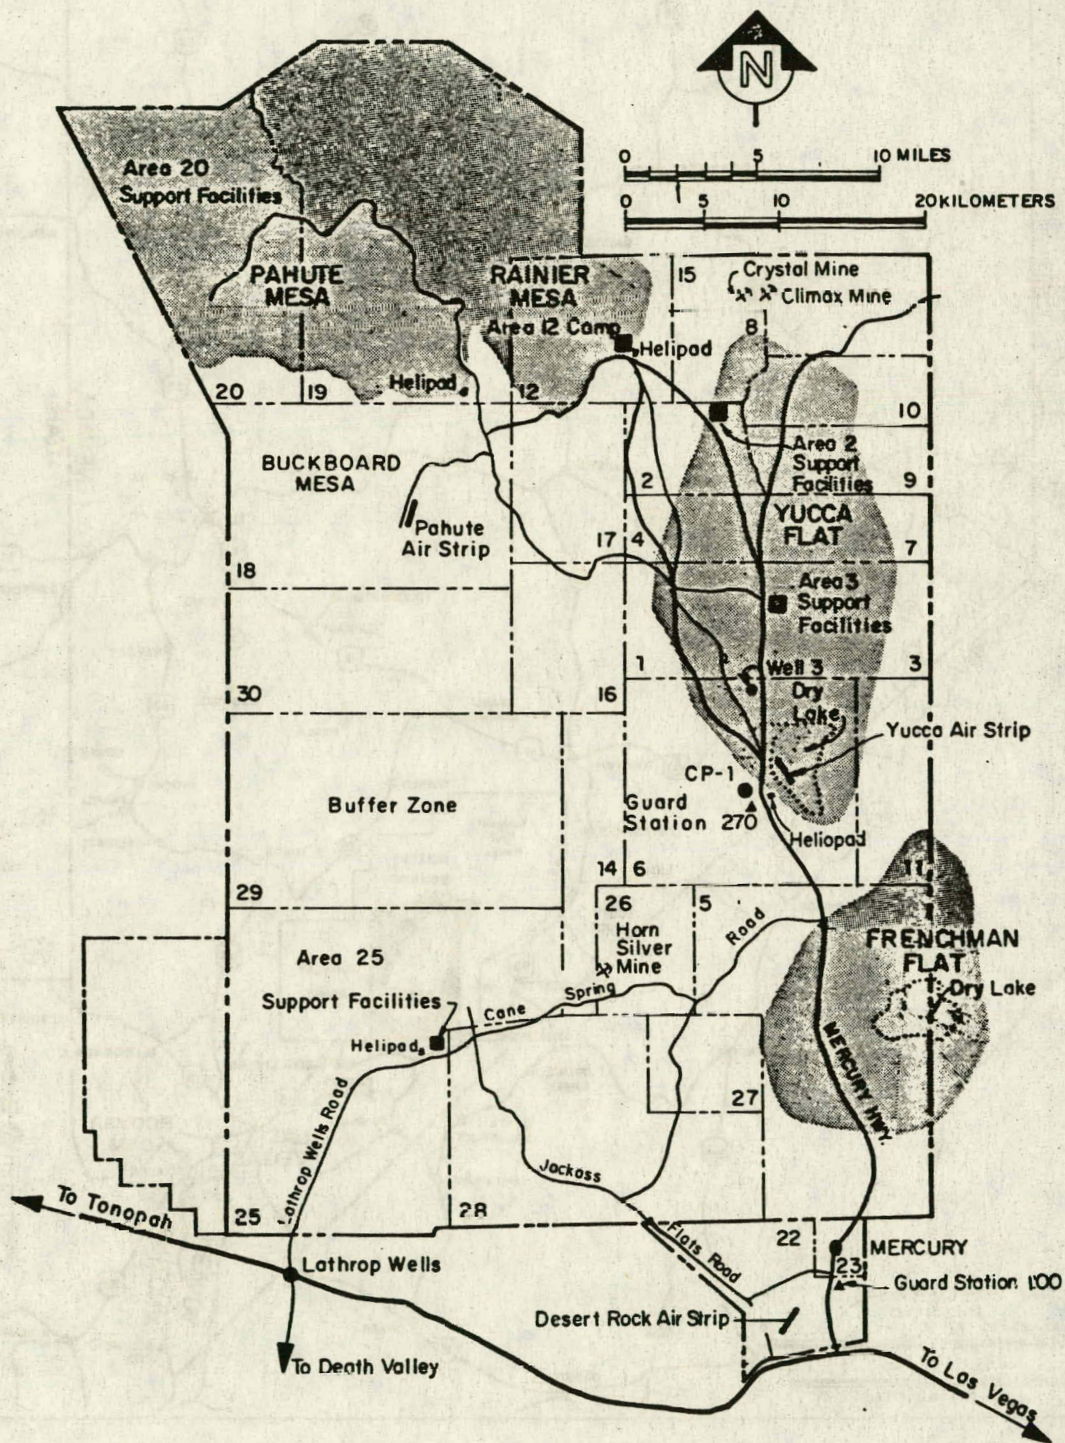 N
0 5 10 MILES
0 5 10 20 KILOMETERS
Area 20
Support Facilities
PAHUTE
MESA
RAINIER
MESA
15
Crystal Mine
Climax Mine
Area 12 Camp
Helipad
8
Helipad
20
19
12
10
BUCKBOARD
MESA
Area 2
Support
Facilities
2
9
YUCCA
FLAT
Pahute
Air Strip
17
4
7
18
Area 3
Support
Facilities
1
Well 3
3
30
16
Dry
Lake
Yucca Air Strip
CP-1
Buffer Zone
Guard
Station 270
Heliopad
14
6
11
29
26
5
Road
Horn
Silver
Mine
FRENCHMAN
FLAT
Area 25
Dry Lake
Support Facilities
Spring
Cane
Helipad
MERCURY HWY.
27
Lathrop Wells Road
Jackass
To Tonopah
25
28
Flats Road
22
MERCURY
23
Lathrop Wells
Guard Station 100
Desert Rock Air Strip
To Death Valley
To Las Vegas